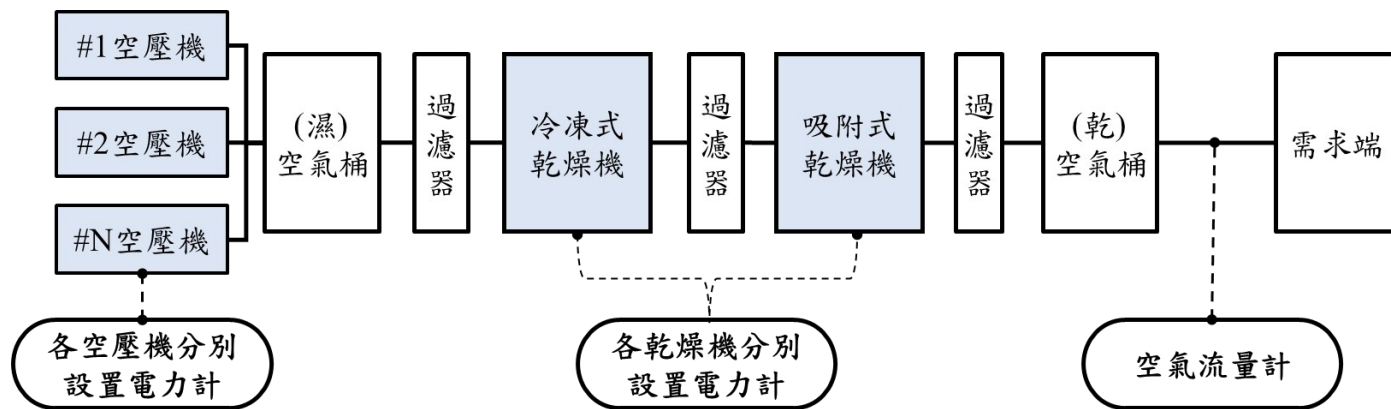 #1空壓機
#2空壓機
#N空壓機
(濕)
空氣桶
過
濾
器
冷凍式
乾燥機
過
濾
器
吸附式
乾燥機
過
濾
器
(乾)
空氣桶
需求端
各空壓機分別
設置電力計
各乾燥機分別
設置電力計
空氣流量計